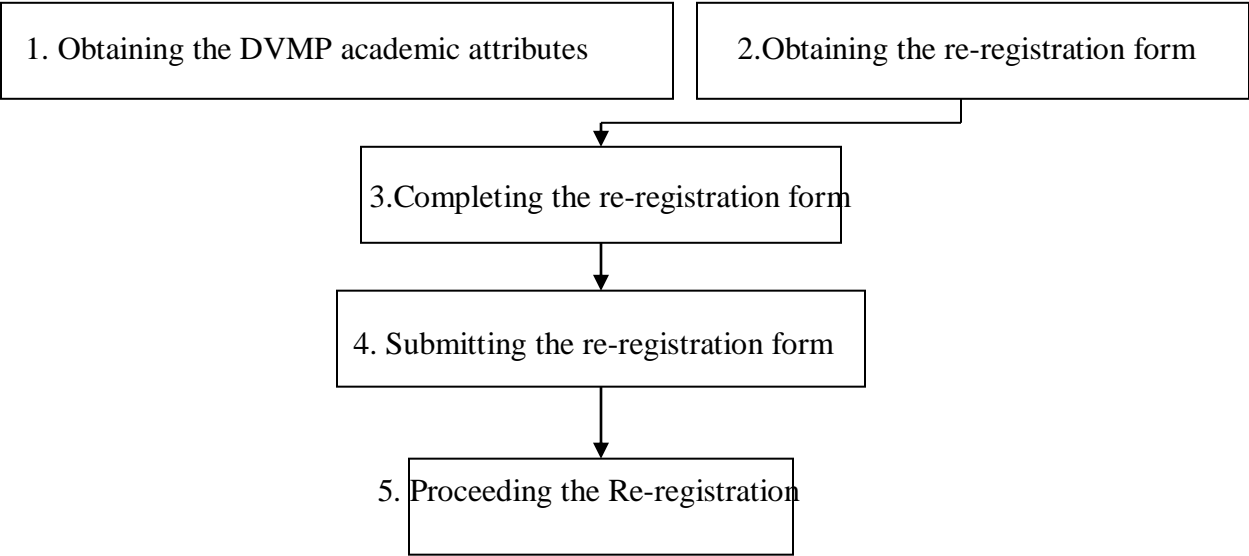 1. Obtaining the DVMP academic attributes
2.Obtaining the re-registration form
3.Completing the re-registration form
4. Submitting the re-registration form
5. Proceeding the Re-registration